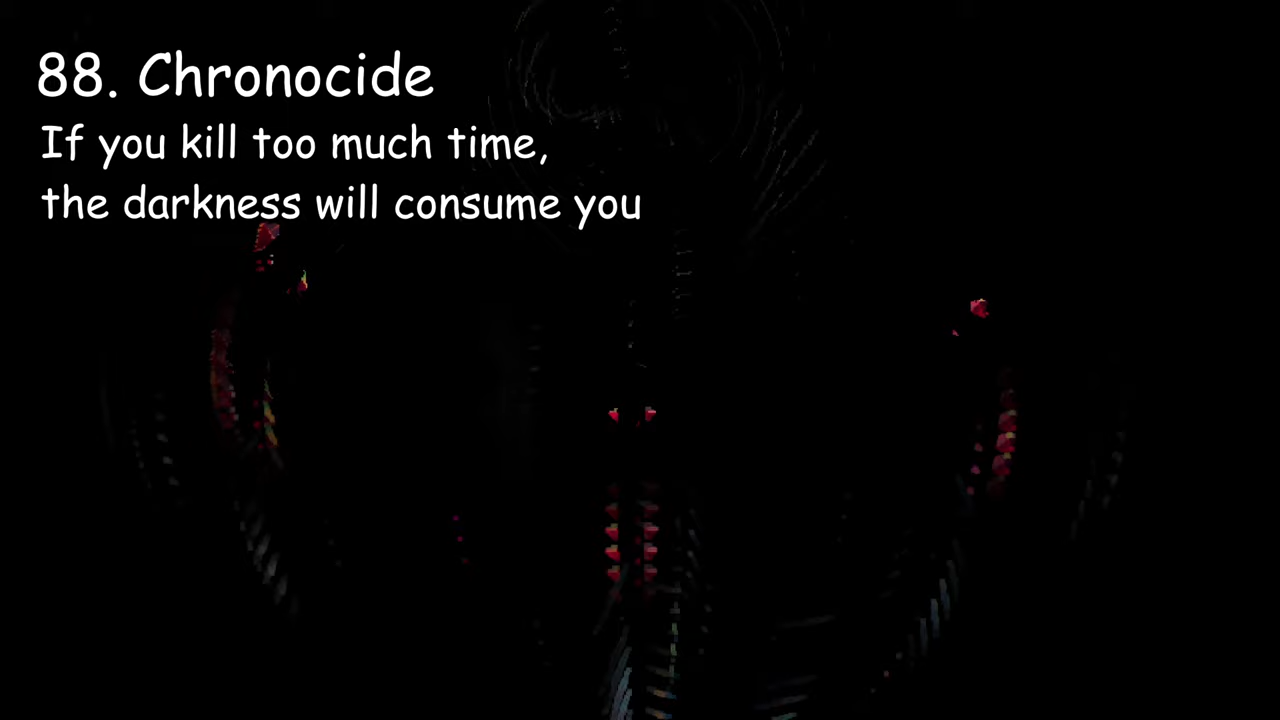 88. Chronocide
If you kill too much time,
the darkness will consume you